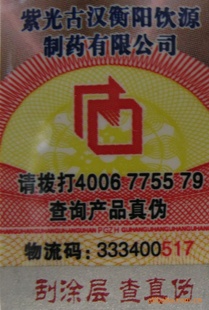 紫光古汉衡阳饮源
制药有限公司
请拨打4006 7755 79
查询产品真伪
物流码:333400517
刮涂层 查真伪